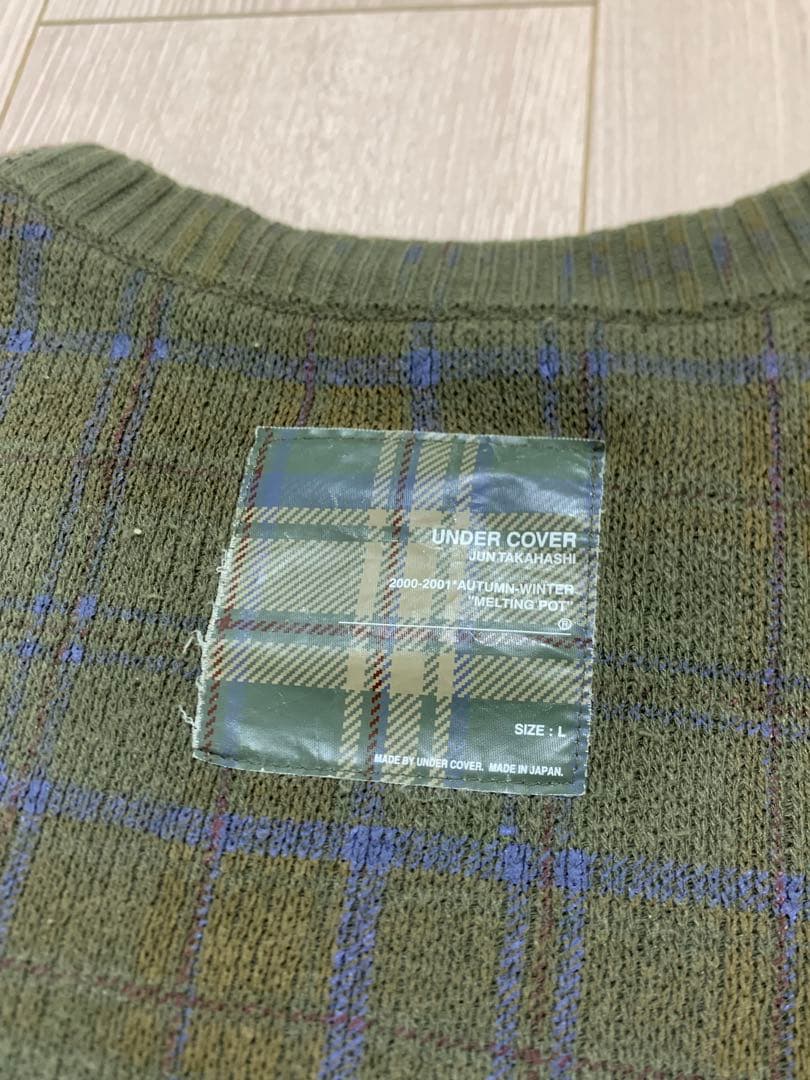 UNDER COVER
JUN.TAKAHASHI
2000-2001*AUTUMN-WINTER
"MELTING POT"
®
SIZE : L
MADE BY UNDER COVER. MADE IN JAPAN.